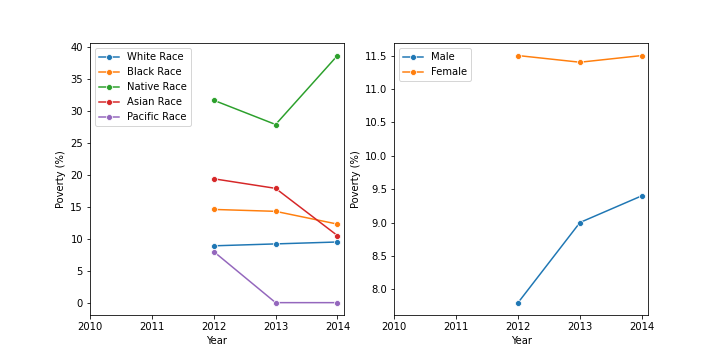 40
35
30
25
20
15
10
5
0
Poverty (%)
White Race
Black Race
Native Race
Asian Race
Pacific Race
2010 2011 2012 2013 2014
Year
11.5
11.0
10.5
10.0
9.5
9.0
8.5
8.0
Poverty (%)
Male
Female
2010 2011 2012 2013 2014
Year